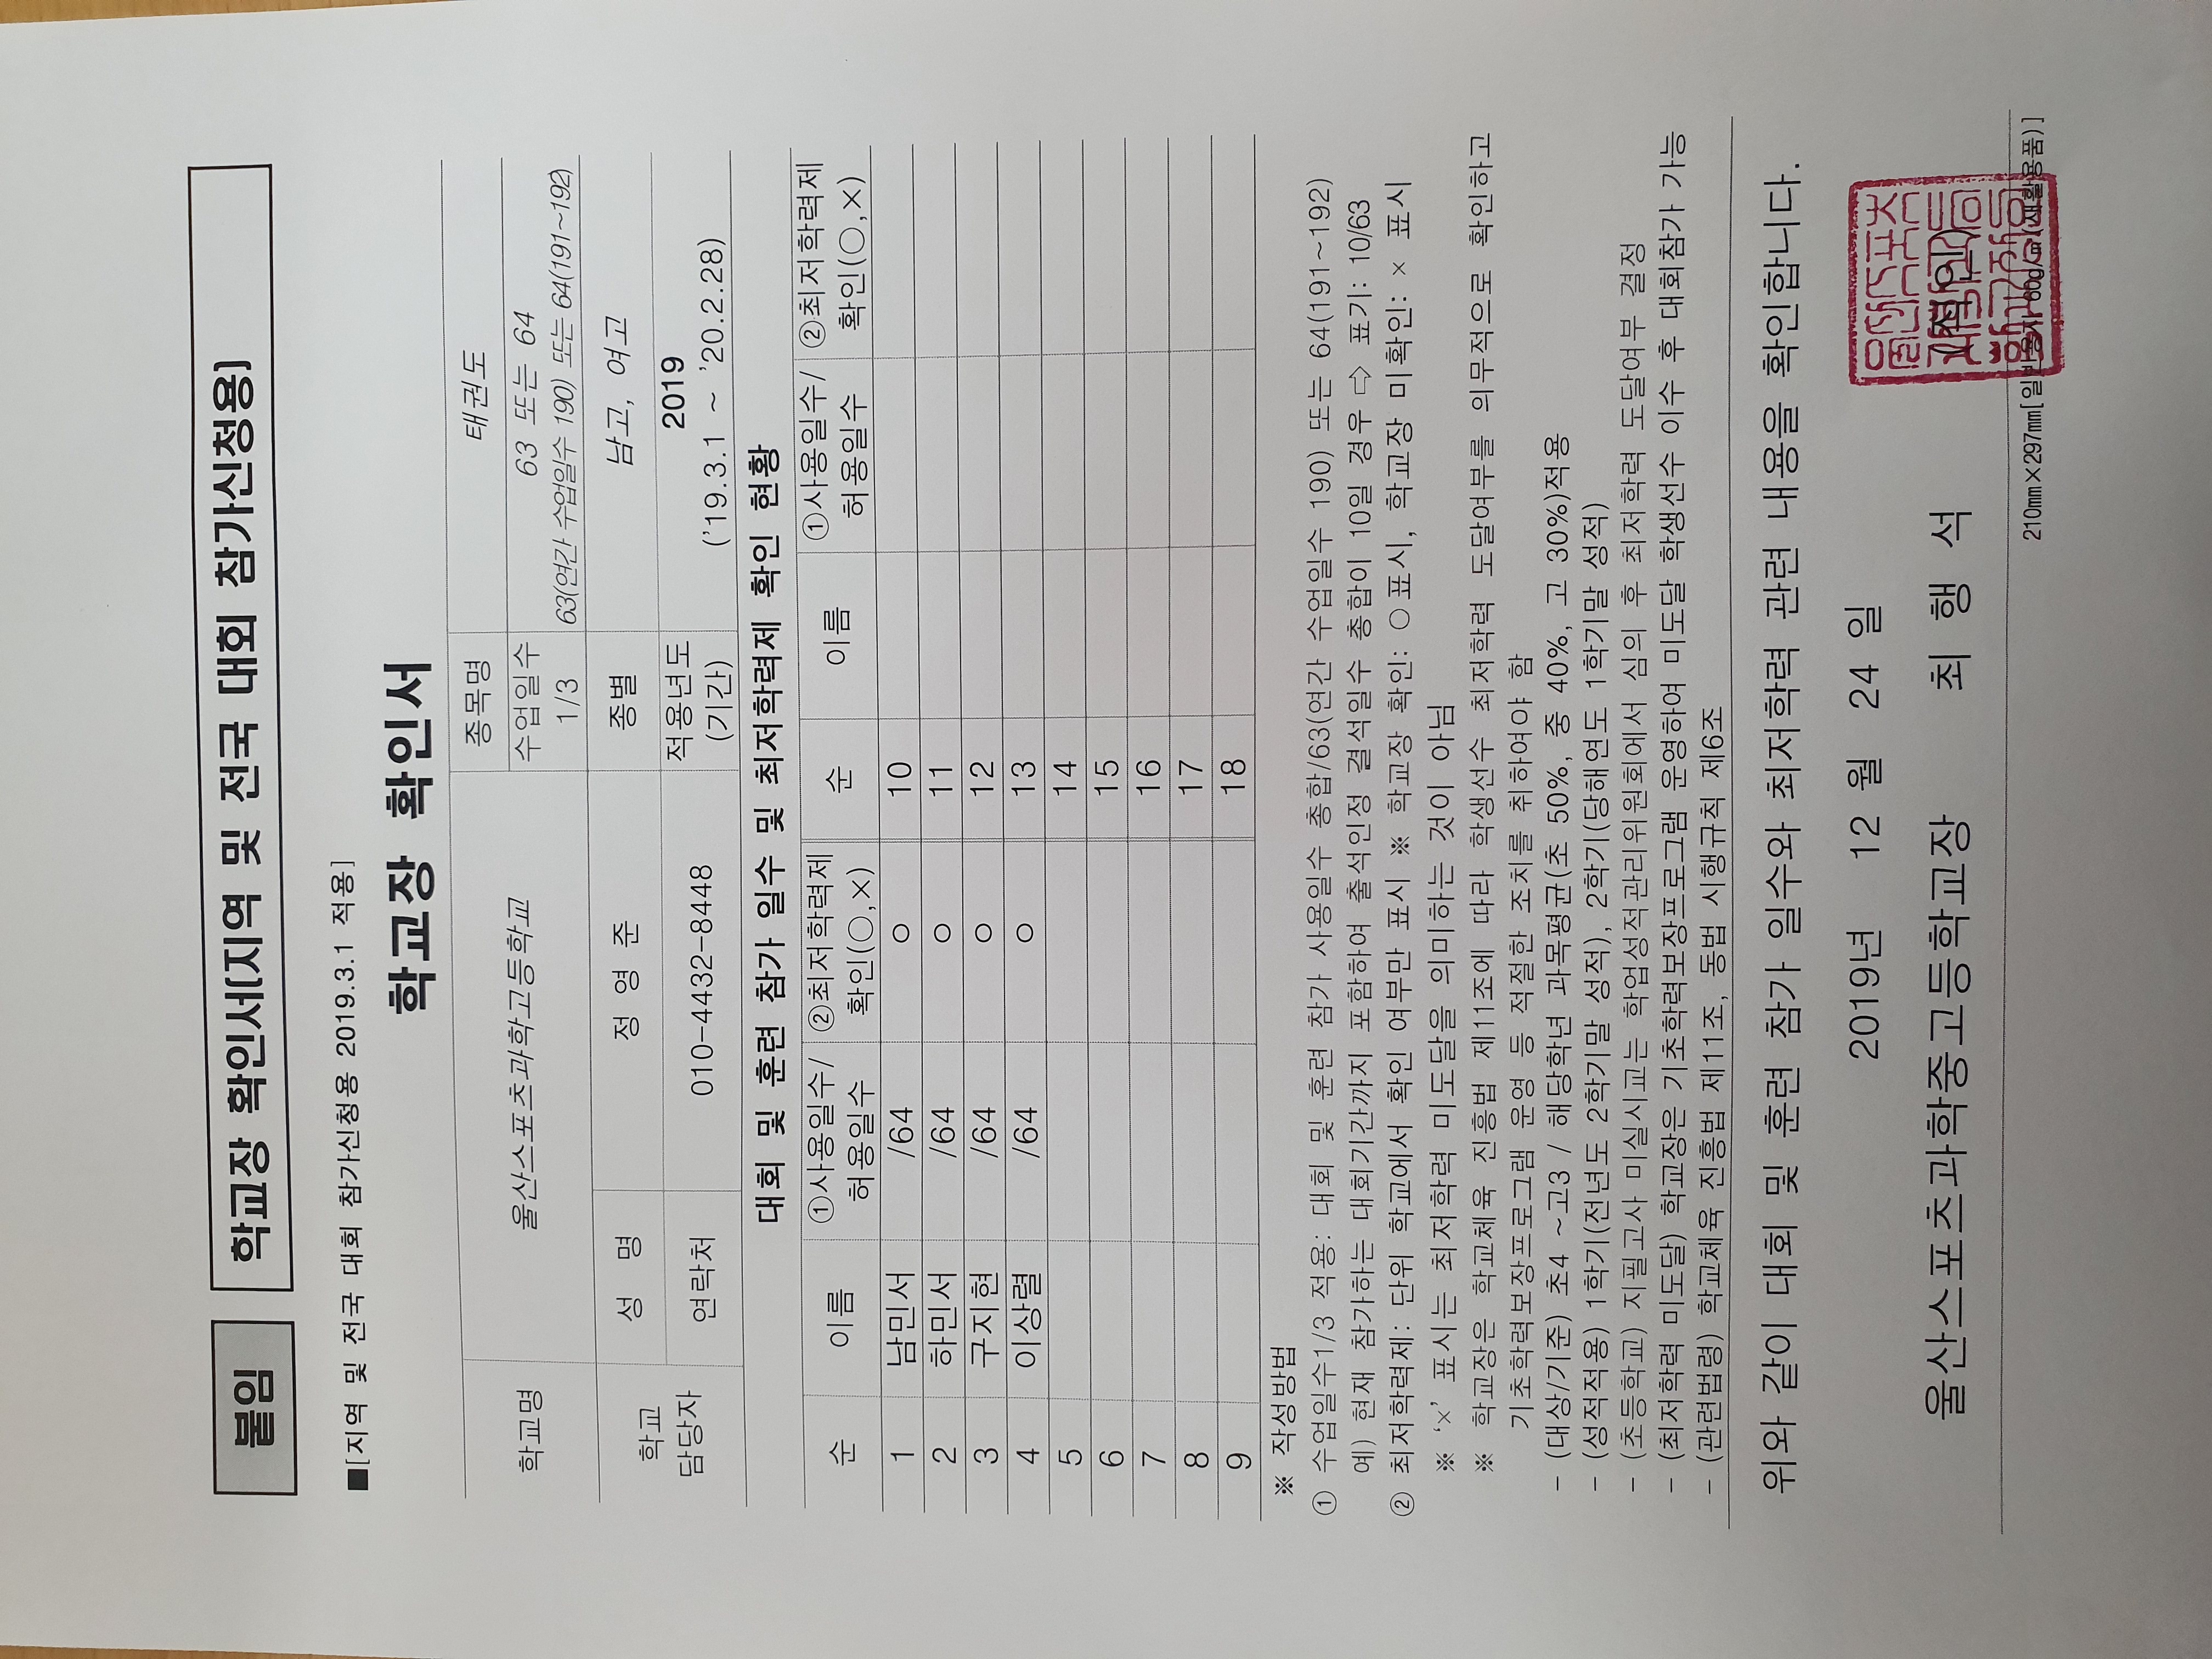 붙임
학교장 확인서(지역 및 전국 대회 참가신청용)
■[지역 및 전국 대회 참가신청용 2019.3.1 적용]
학교장 확인서
학교명 울산스포츠과학고등학교 종목명 태권도
수업일수 1/3 63 또는 64
63(연간 수업일수 190) 또는 64(191~192)
학교 담당자 성 명 정 영 준 종별 남고, 여고
연락처 010-4432-8448 적용년도 (기간) 2019
('19.3.1 ~ '20.2.28)
대회 및 훈련 참가 일수 및 최저학력제 확인 현황
순 이름 ①사용일수/허용일수 ②최저학력제 확인(○,×) 순 이름 ①사용일수/허용일수 ②최저학력제 확인(○,×)
1 남민서 /64 ○ 10
2 하민서 /64 ○ 11
3 구지현 /64 ○ 12
4 이상렬 /64 ○ 13
5 14
6 15
7 16
8 17
9 18
※ 작성방법
① 수업일수1/3 적용: 대회 및 훈련 참가 사용일수 총합/63(연간 수업일수 190) 또는 64(191~192)
예) 현재 참가하는 대회기간까지 포함하여 출석인정 결석일수 총합이 10일 경우 ⇨ 표기: 10/63
② 최저학력제: 단위 학교에서 확인 여부만 표시 ※ 학교장 확인: ○표시, 학교장 미확인: × 표시
※ '×' 표시는 최저학력 미도달을 의미하는 것이 아님
※ 학교장은 학교체육 진흥법 제11조에 따라 학생선수 최저학력 도달여부를 의무적으로 확인하고
기초학력보장프로그램 운영 등 적절한 조치를 취하여야 함
- (대상/기준) 초4 ~고3 / 해당학년 과목평균(초 50%, 중 40%, 고 30%)적용
- (성적적용) 1학기(전년도 2학기말 성적), 2학기(당해연도 1학기말 성적)
- (초등학교) 지필고사 미실시교는 학업성적관리위원회에서 심의 후 최저학력 도달여부 결정
- (최저학력 미도달) 학교장은 기초학력보장프로그램 운영하여 미도달 학생선수 이수 후 대회참가 가능
- (관련법령) 학교체육 진흥법 제11조, 동법 시행규칙 제6조
위와 같이 대회 및 훈련 참가 일수와 최저학력 관련 내용을 확인합니다.
2019년 12 월 24 일
울산스포츠과학중고등학교장 최 행 석 (직인)
210㎜×297㎜[일반용지 60g/㎡(재활용품)]